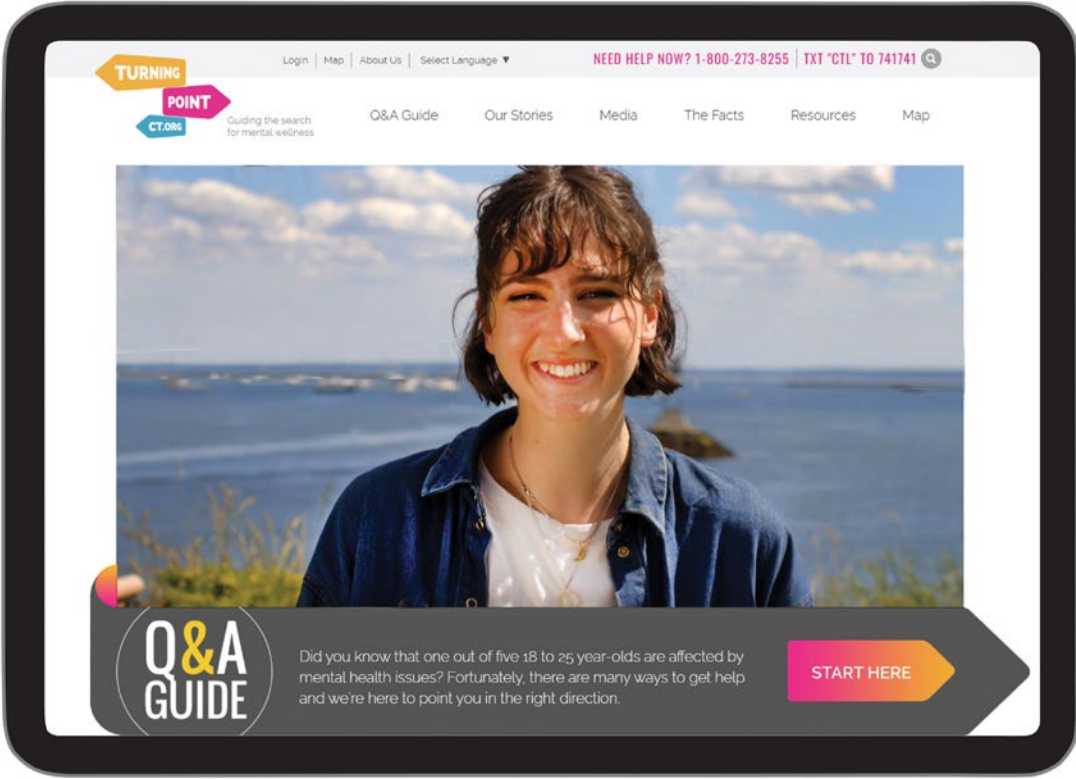 Login | Map | About Us | Select Language ▼
NEED HELP NOW? 1-800-273-8255 | TXT "CTL" TO 741741
TURNING
POINT
CT.ORG
Guiding the search
for mental wellness
Q&A Guide Our Stories Media The Facts Resources Map
Q&A
GUIDE
Did you know that one out of five 18 to 25 year-olds are affected by
mental health issues? Fortunately, there are many ways to get help
and we're here to point you in the right direction.
START HERE